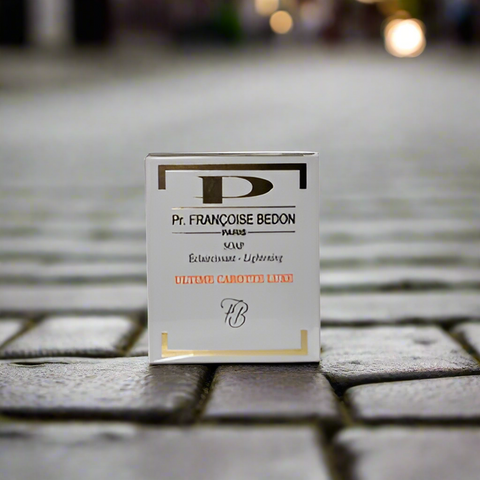 P
Pr. FRANÇOISE BEDON
PARIS
SOAP
Éclaircissant - Lightening
ULTIME CAROTTE LUXE
FB